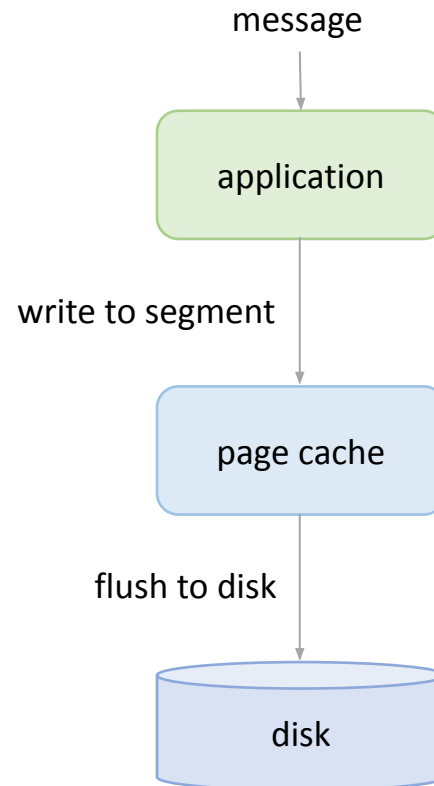 message
application
write to segment
page cache
flush to disk
disk